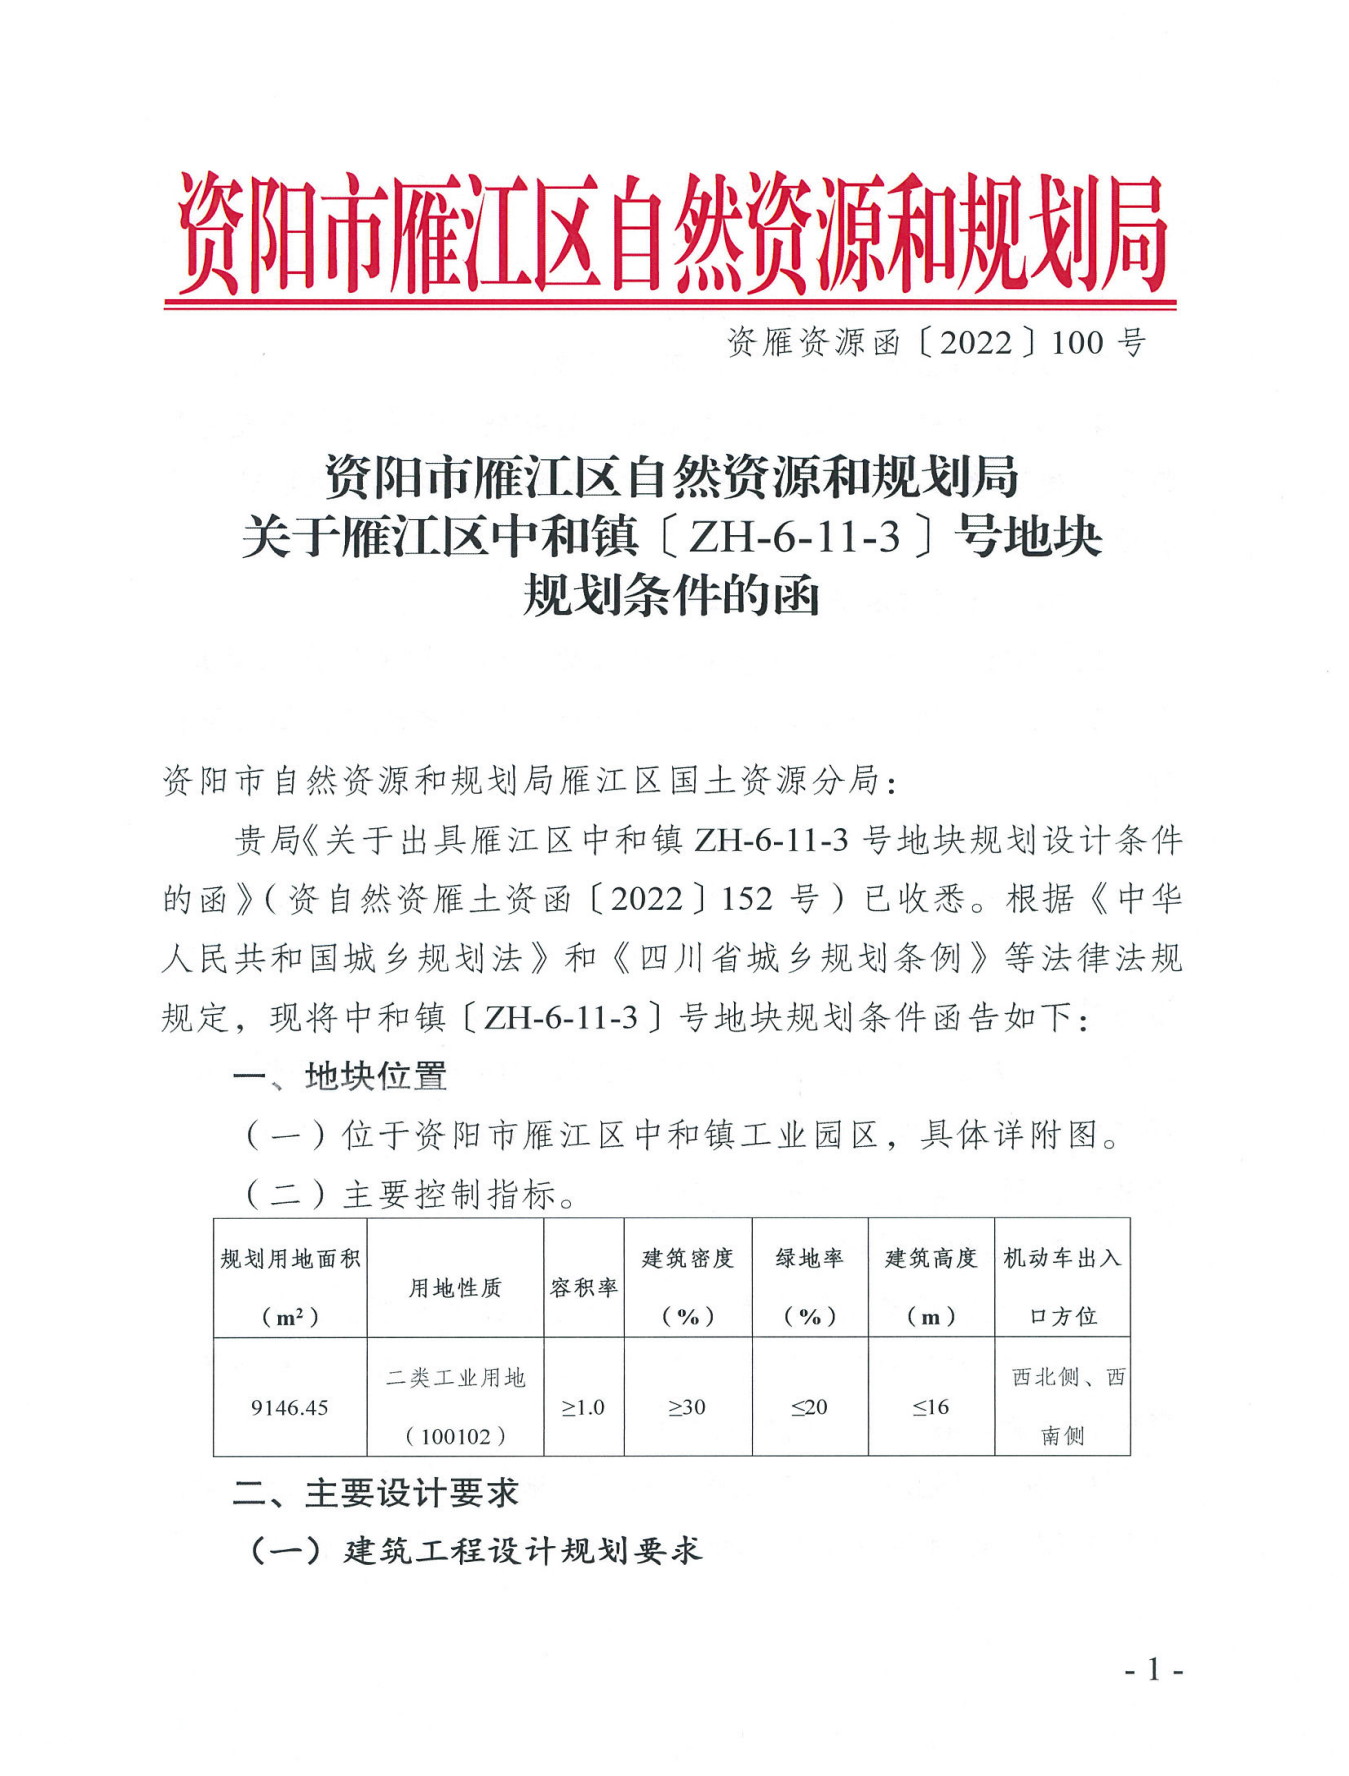 资阳市雁江区自然资源和规划局
资雁资源函〔2022〕100 号
资阳市雁江区自然资源和规划局
关于雁江区中和镇〔ZH-6-11-3〕号地块
规划条件的函
资阳市自然资源和规划局雁江区国土资源分局：
贵局《关于出具雁江区中和镇 ZH-6-11-3 号地块规划设计条件
的函》（资自然资雁土资函〔2022〕152 号）已收悉。根据《中华
人民共和国城乡规划法》和《四川省城乡规划条例》等法律法规
规定，现将中和镇〔ZH-6-11-3〕号地块规划条件函告如下：
一、地块位置
（一）位于资阳市雁江区中和镇工业园区，具体详附图。
（二）主要控制指标。
规划用地面积（m²） 用地性质 容积率 建筑密度（%） 绿地率（%） 建筑高度（m） 机动车出入口方位
9146.45 二类工业用地（100102） ≥1.0 ≥30 ≤20 ≤16 西北侧、西南侧
二、主要设计要求
（一）建筑工程设计规划要求
- 1 -